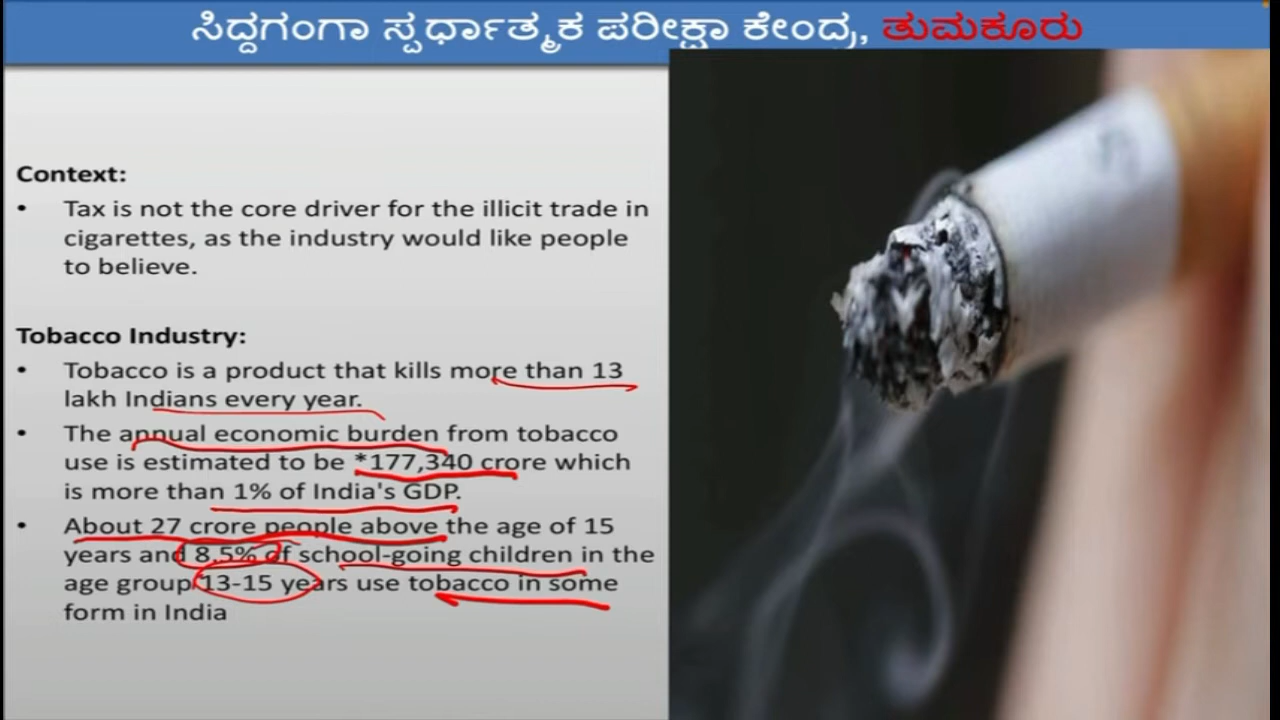 ಸಿದ್ದಗಂಗಾ ಸ್ಪರ್ಧಾತ್ಮಕ ಪರೀಕ್ಷಾ ಕೇಂದ್ರ, ತುಮಕೂರು
Context:
• Tax is not the core driver for the illicit trade in
cigarettes, as the industry would like people
to believe.
Tobacco Industry:
• Tobacco is a product that kills more than 13
lakh Indians every year.
• The annual economic burden from tobacco
use is estimated to be *177,340 crore which
is more than 1% of India's GDP.
• About 27 crore people above the age of 15
years and 8.5% of school-going children in the
age group 13-15 years use tobacco in some
form in India